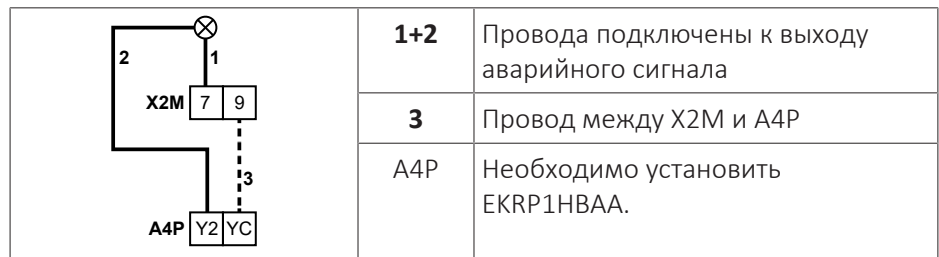 2
1
X2M 7 9
3
A4P Y2 YC
1+2 Провода подключены к выходу
аварийного сигнала
3 Провод между X2M и A4P
A4P Необходимо установить
EKRP1HBAA.